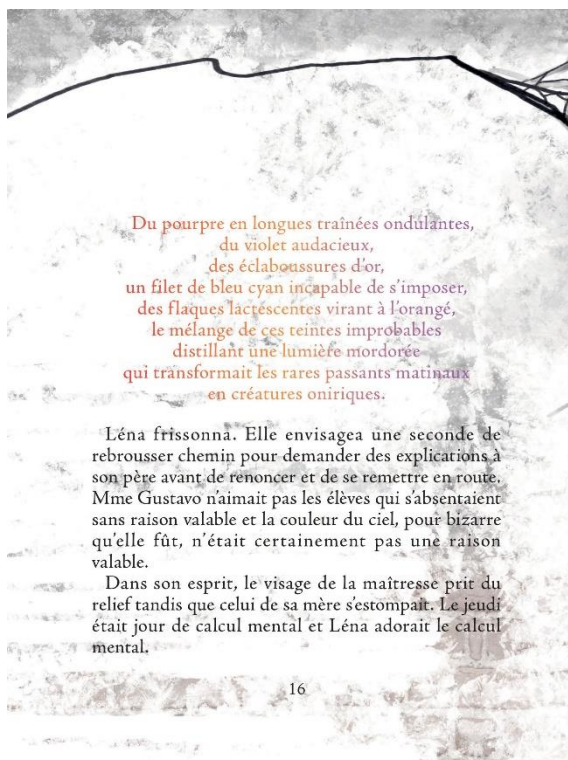 Du pourpre en longues traînées ondulantes,
du violet audacieux,
des éclaboussures d'or,
un filet de bleu cyan incapable de s'imposer,
des flaques lactescentes virant à l'orangé,
le mélange de ces teintes improbables
distillant une lumière mordorée
qui transformait les rares passants matinaux
en créatures oniriques.
Léna frissonna. Elle envisagea une seconde de
rebrousser chemin pour demander des explications à
son père avant de renoncer et de se remettre en route.
Mme Gustavo n'aimait pas les élèves qui s'absentaient
sans raison valable et la couleur du ciel, pour bizarre
qu'elle fût, n'était certainement pas une raison
valable.
Dans son esprit, le visage de la maîtresse prit du
relief tandis que celui de sa mère s'estompait. Le jeudi
était jour de calcul mental et Léna adorait le calcul
mental.
16